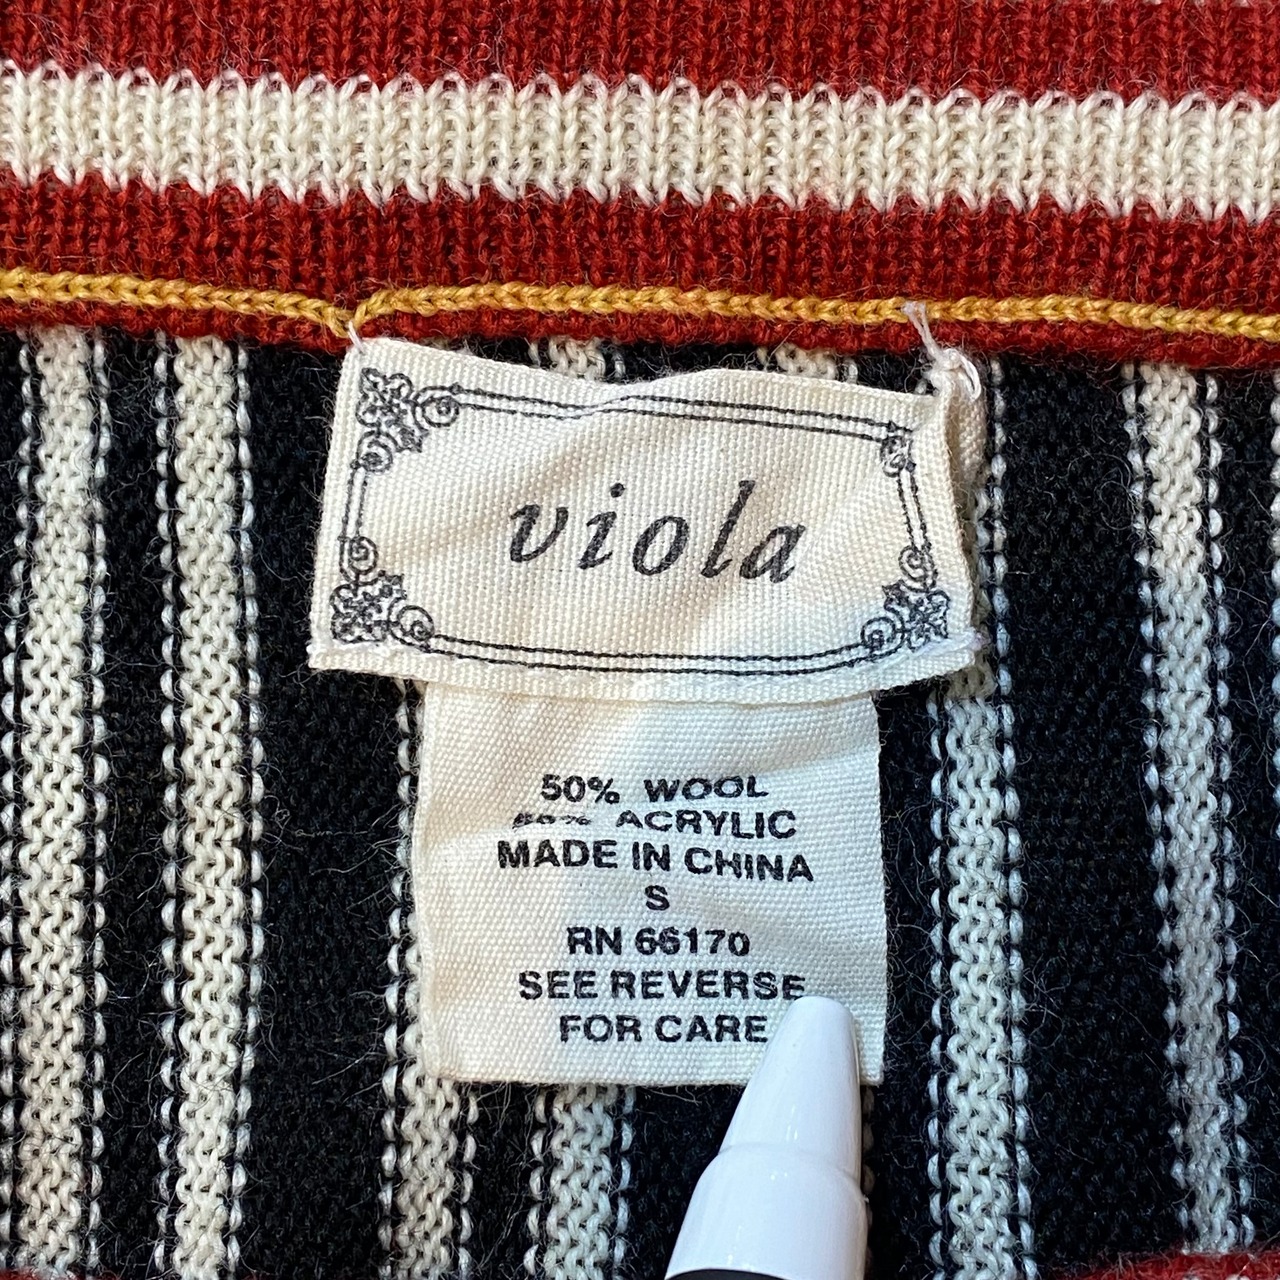 viola
50% WOOL
ACRYLIC
MADE IN CHINA
S
RN 66170
SEE REVERSE
FOR CARE